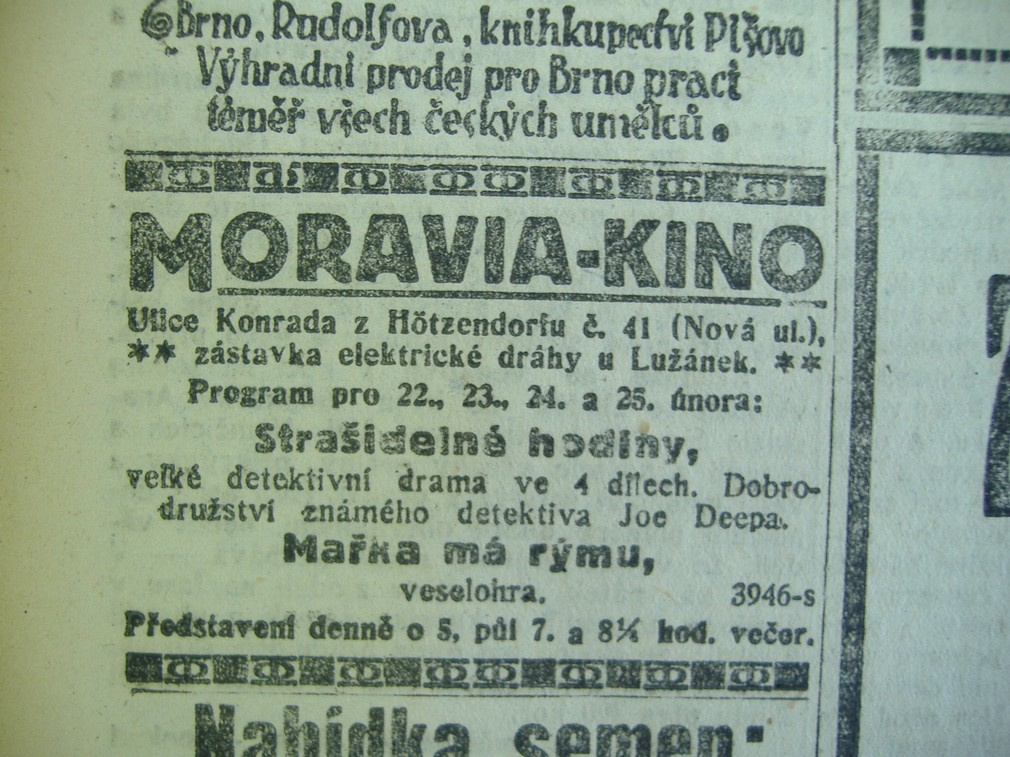 Brno, Rudolfova, knihkupectví Píšovo
Výhradní prodej pro Brno prací
téměř všech českých umělců.
MORAVIA-KINO
Ulice Konrada z Hötzendorfu č. 41 (Nová ul.),
** zástavka elektrické dráhy u Lužánek. **
Program pro 22., 23., 24. a 25. února:
Strašidelné hodiny,
velké detektivní drama ve 4 dílech. Dobro-
družství známého detektiva Joe Deepa.
Mařka má rýmu,
veselohra. 3946-s
Představení denně o 5, půl 7. a 8¼ hod. večer.
Nabídka semen: